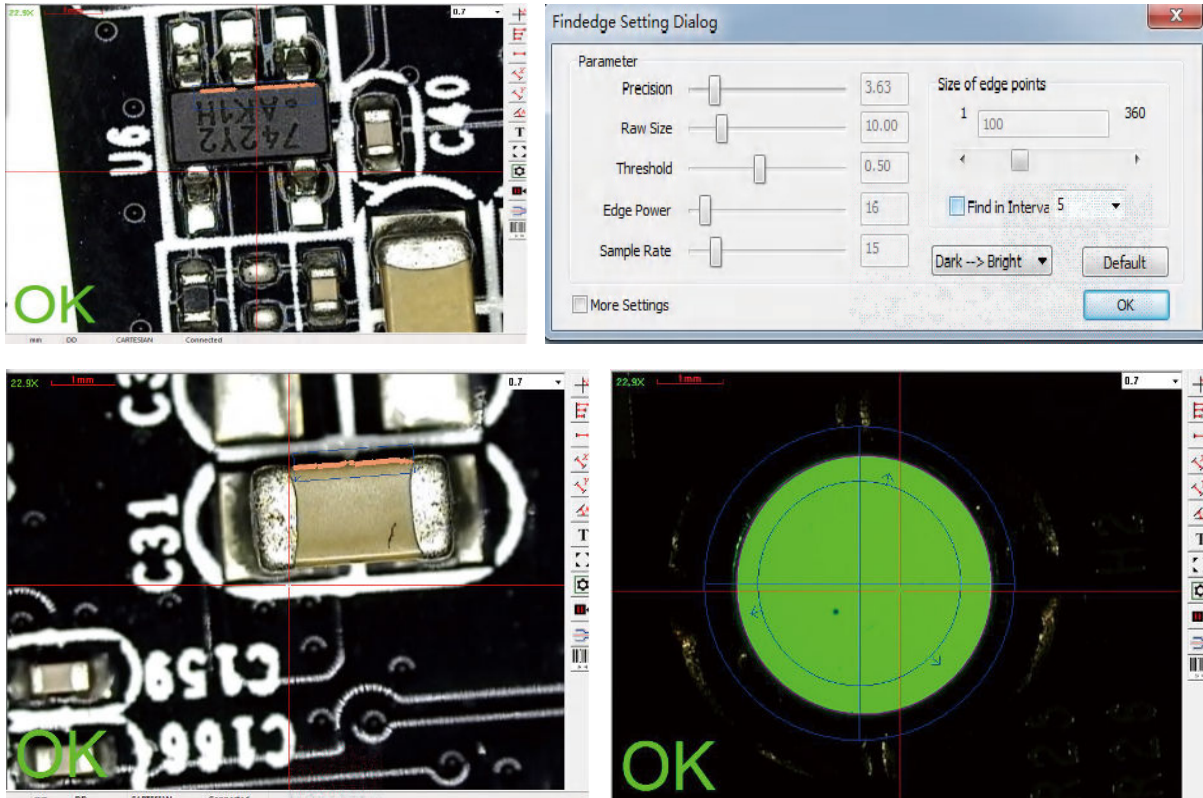 22.9X 1mm
0.7
U6
742Y2
AK1H
C40
T
OK
mm DD CARTESIAN Connected
Findedge Setting Dialog
X
Parameter
Precision 3.63
Raw Size 10.00
Threshold 0.50
Edge Power 16
Sample Rate 15
Size of edge points
1 100 360
Find in Interva 5
Dark --> Bright
Default
More Settings
OK
22.9X 1mm
0.7
C31
C159
C166
T
OK
22.9X 1mm
0.7
H2
T
OK